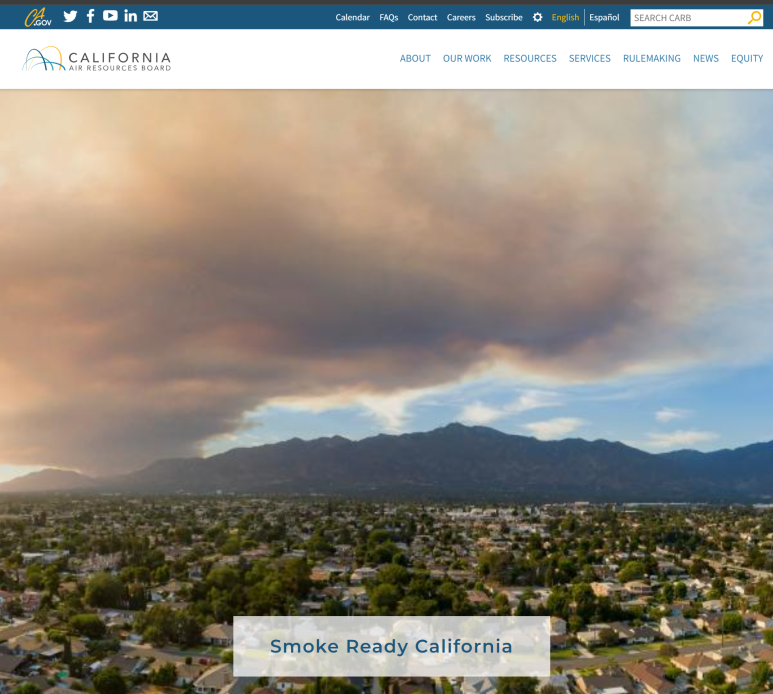 CA.GOV
Calendar FAQs Contact Careers Subscribe English Español SEARCH CARB
CALIFORNIA
AIR RESOURCES BOARD
ABOUT OUR WORK RESOURCES SERVICES RULEMAKING NEWS EQUITY
Smoke Ready California